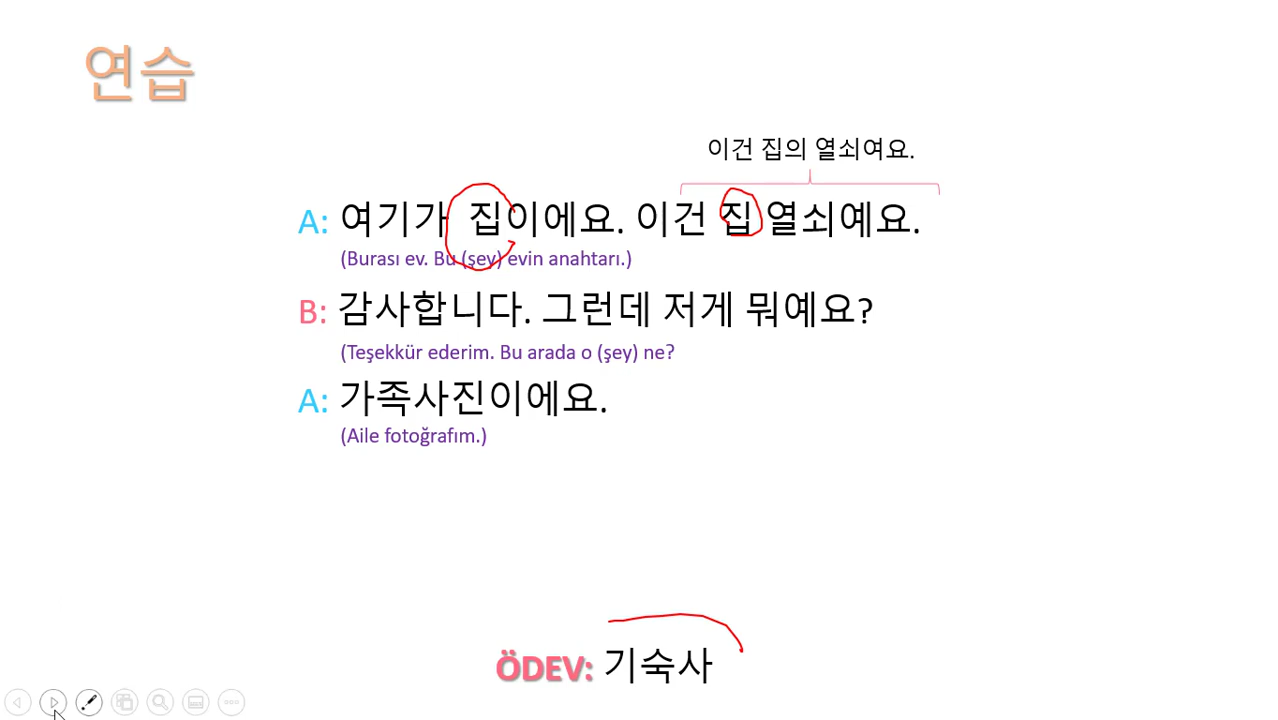 연습
이건 집의 열쇠여요.
A: 여기가 집이에요. 이건 집 열쇠예요.
(Burası ev. Bu (şey) evin anahtarı.)
B: 감사합니다. 그런데 저게 뭐예요?
(Teşekkür ederim. Bu arada o (şey) ne?
A: 가족사진이에요.
(Aile fotoğrafım.)
ÖDEV: 기숙사